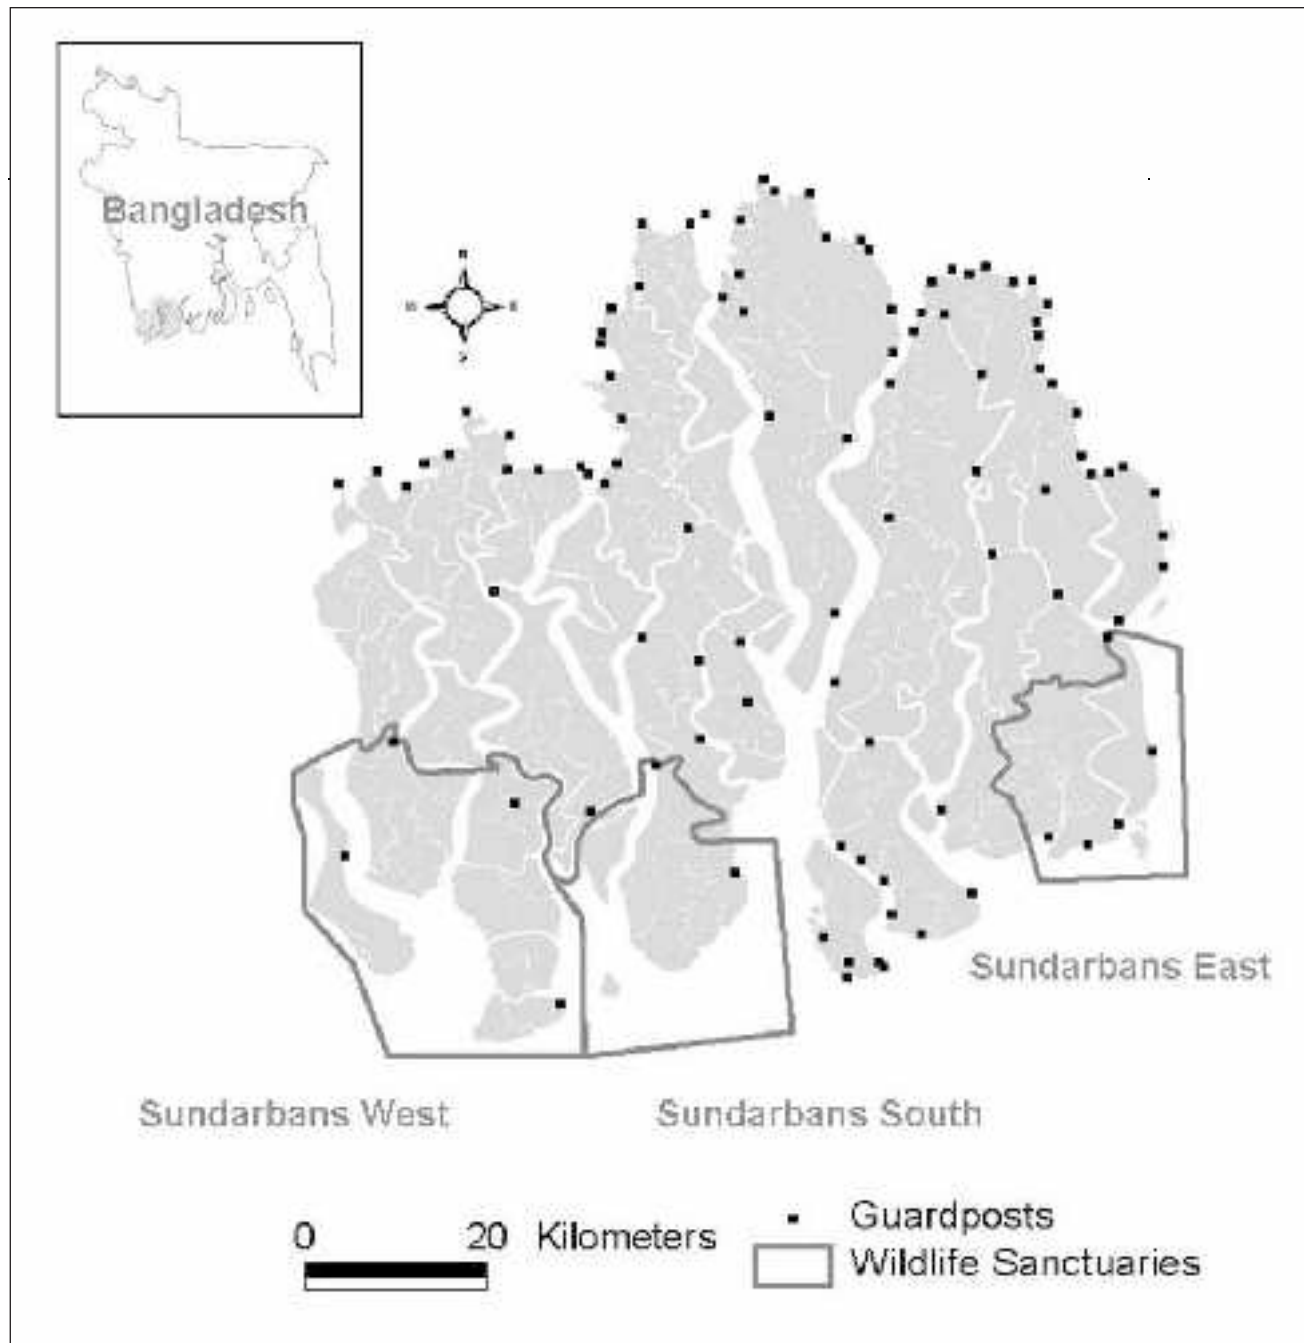 Bangladesh
N
W
E
Sundarbans East
Sundarbans West
Sundarbans South
0 20 Kilometers
Guardposts
Wildlife Sanctuaries